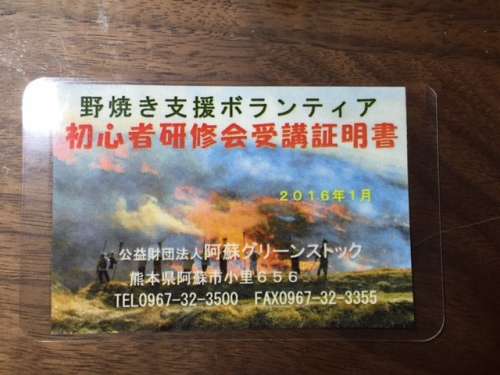 野焼き支援ボランティア
初心者研修会受講証明書
２０１６年１月
公益財団法人阿蘇グリーンストック
熊本県阿蘇市小里６５６
TEL0967-32-3500 FAX0967-32-3355